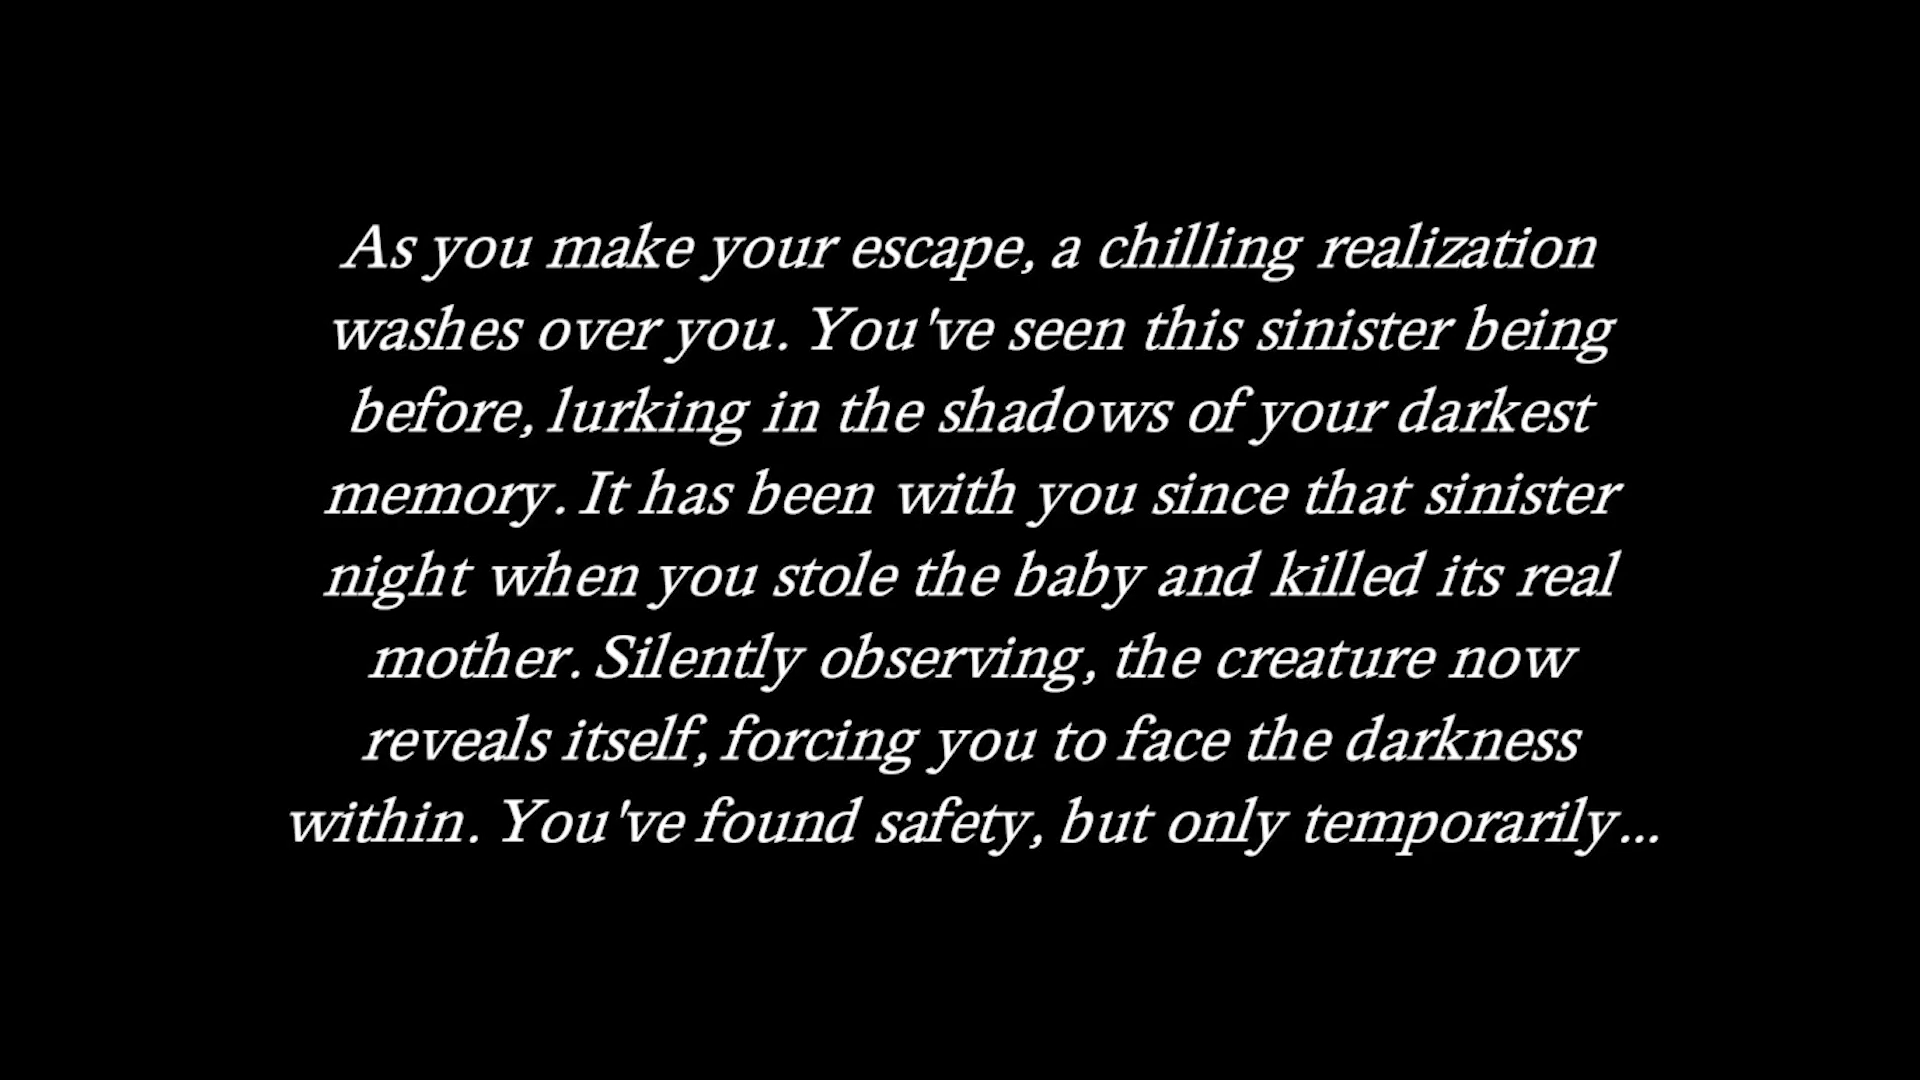 As you make your escape, a chilling realization
washes over you. You've seen this sinister being
before, lurking in the shadows of your darkest
memory. It has been with you since that sinister
night when you stole the baby and killed its real
mother. Silently observing, the creature now
reveals itself, forcing you to face the darkness
within. You've found safety, but only temporarily...